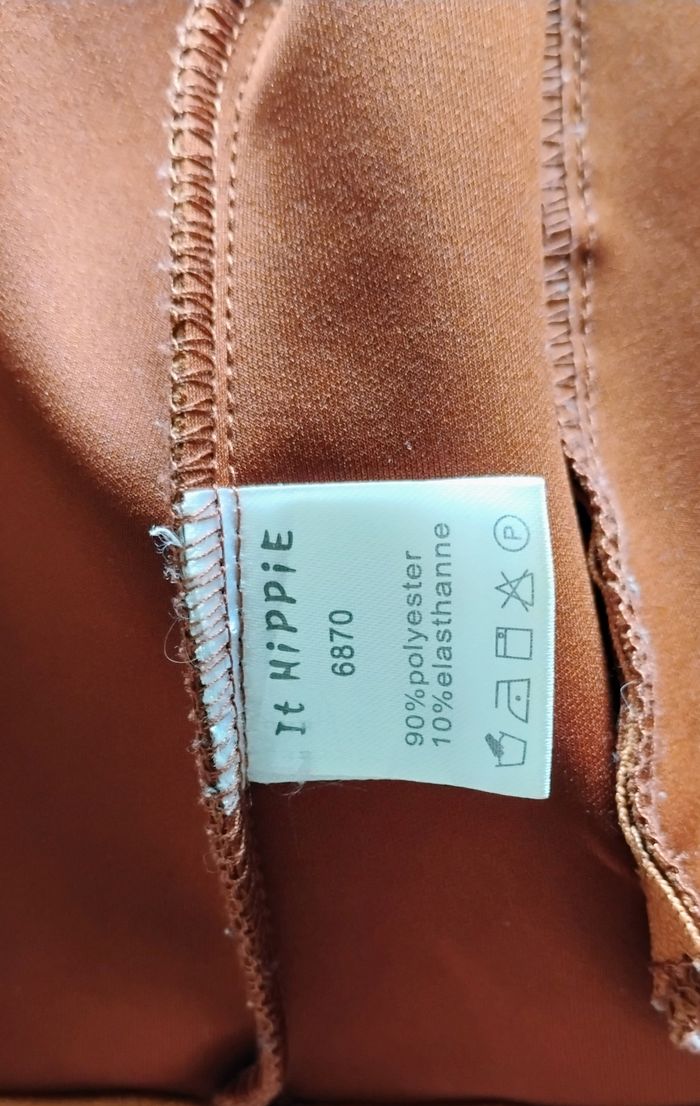 It HiPPiE
6870
90%polyester
10%elasthanne
P